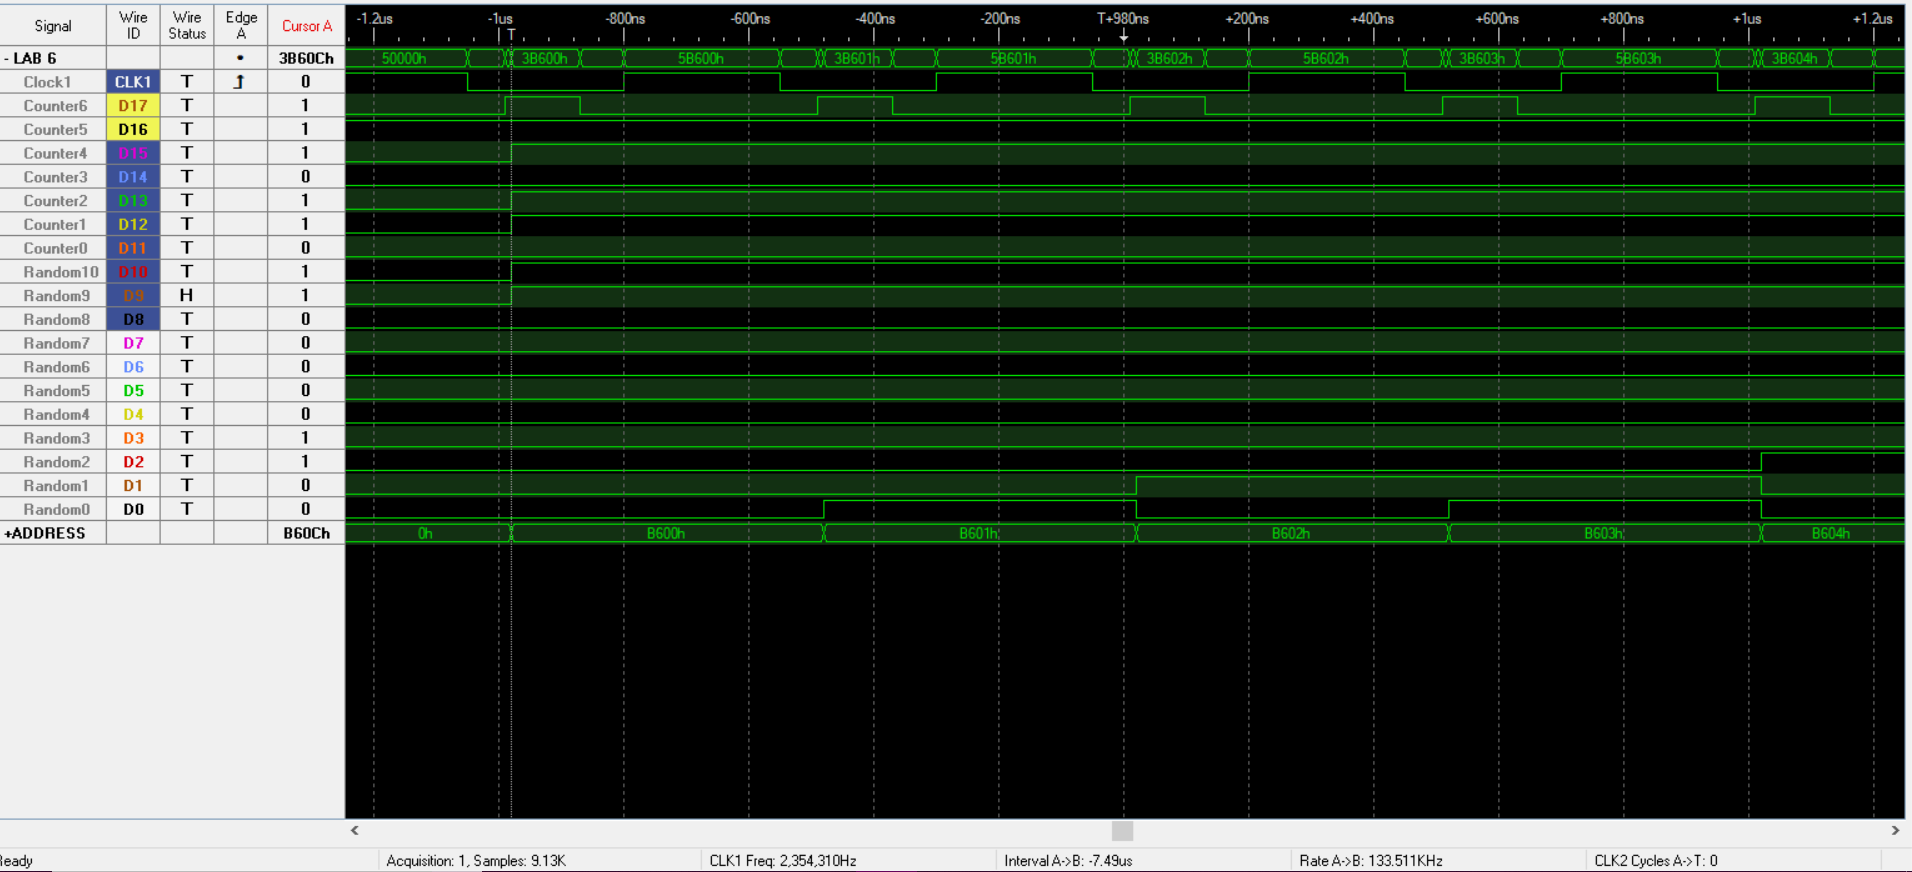 Signal Wire ID Wire Status Edge A Cursor A -1.2us -1us -800ns -600ns -400ns -200ns T+980ns +200ns +400ns +600ns +800ns +1us +1.2us
T
- LAB 6 3B60Ch 50000h 3B600h 5B600h 3B601h 5B601h 3B602h 5B602h 3B603h 5B603h 3B604h
Clock1 CLK1 T 0
Counter6 D17 T 1
Counter5 D16 T 1
Counter4 D15 T 1
Counter3 D14 T 0
Counter2 D13 T 1
Counter1 D12 T 1
Counter0 D11 T 0
Random10 D10 T 1
Random9 D9 H 1
Random8 D8 T 0
Random7 D7 T 0
Random6 D6 T 0
Random5 D5 T 0
Random4 D4 T 0
Random3 D3 T 1
Random2 D2 T 1
Random1 D1 T 0
Random0 D0 T 0
+ADDRESS B60Ch 0h B600h B601h B602h B603h B604h
Ready Acquisition: 1, Samples: 9.13K CLK1 Freq: 2,354,310Hz Interval A->B: -7.49us Rate A->B: 133.511KHz CLK2 Cycles A->T: 0